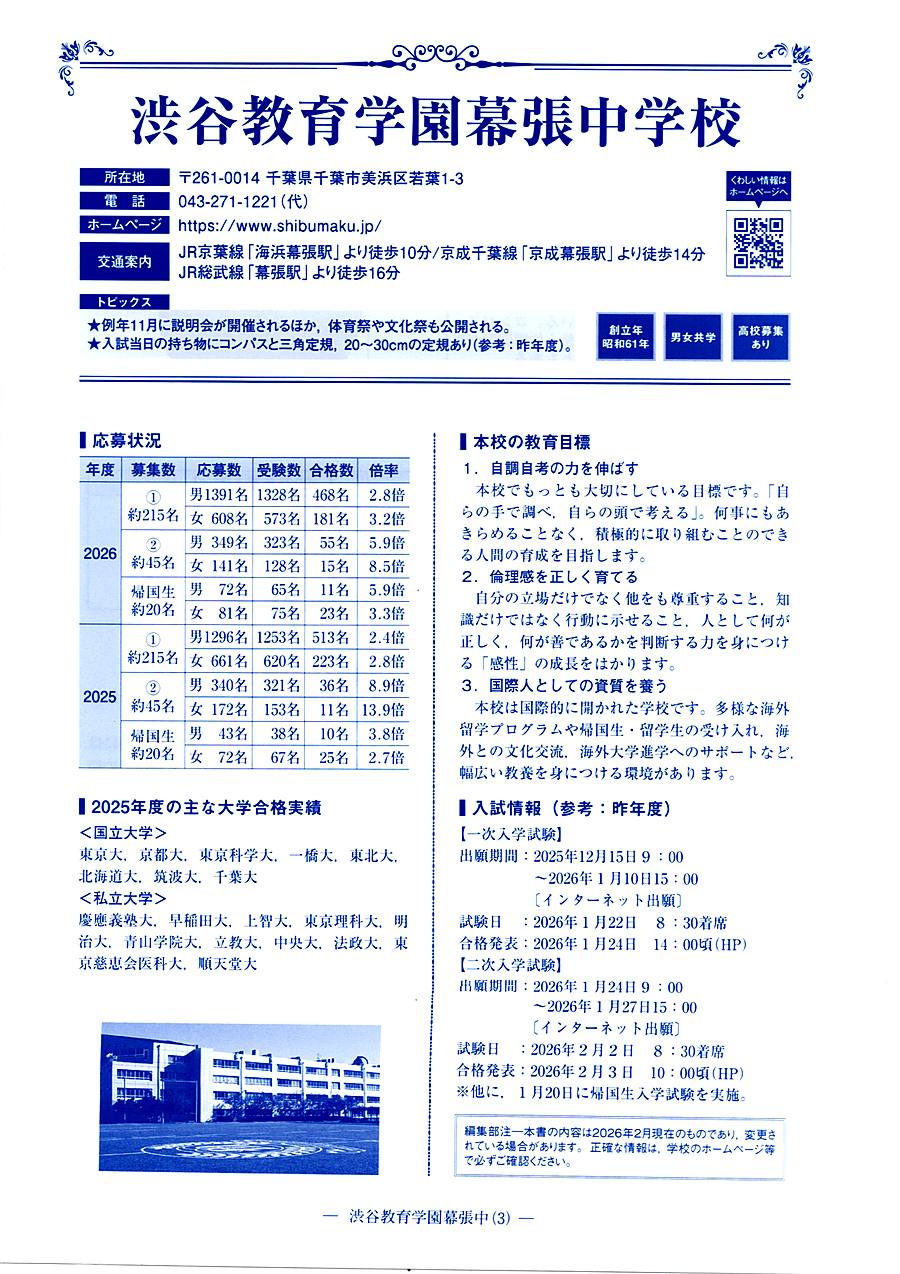 渋谷教育学園幕張中学校
所在地 〒261-0014 千葉県千葉市美浜区若葉1-3
電話 043-271-1221(代)
ホームページ https://www.shibumaku.jp/
交通案内 JR京葉線「海浜幕張駅」より徒歩10分/京成千葉線「京成幕張駅」より徒歩14分
JR総武線「幕張駅」より徒歩16分
くわしい情報は
ホームページへ
トピックス
★例年11月に説明会が開催されるほか,体育祭や文化祭も公開される。
★入試当日の持ち物にコンパスと三角定規,20〜30cmの定規あり(参考:昨年度)。
創立年
昭和61年
男女共学
高校募集
あり
応募状況
年度 募集数 応募数 受験数 合格数 倍率
2026 ① 約215名 男1391名 1328名 468名 2.8倍
女 608名 573名 181名 3.2倍
② 約45名 男 349名 323名 55名 5.9倍
女 141名 128名 15名 8.5倍
帰国生 約20名 男 72名 65名 11名 5.9倍
女 81名 75名 23名 3.3倍
2025 ① 約215名 男1296名 1253名 513名 2.4倍
女 661名 620名 223名 2.8倍
② 約45名 男 340名 321名 36名 8.9倍
女 172名 153名 11名 13.9倍
帰国生 約20名 男 43名 38名 10名 3.8倍
女 72名 67名 25名 2.7倍
2025年度の主な大学合格実績
<国立大学>
東京大,京都大,東京科学大,一橋大,東北大,
北海道大,筑波大,千葉大
<私立大学>
慶應義塾大,早稲田大,上智大,東京理科大,明
治大,青山学院大,立教大,中央大,法政大,東
京慈恵会医科大,順天堂大
本校の教育目標
1.自調自考の力を伸ばす
本校でもっとも大切にしている目標です。「自
らの手で調べ,自らの頭で考える」。何事にもあ
きらめることなく,積極的に取り組むことのでき
る人間の育成を目指します。
2.倫理感を正しく育てる
自分の立場だけでなく他をも尊重すること,知
識だけではなく行動に示せること,人として何が
正しく,何が善であるかを判断する力を身につけ
る「感性」の成長をはかります。
3.国際人としての資質を養う
本校は国際的に開かれた学校です。多様な海外
留学プログラムや帰国生・留学生の受け入れ,海
外との文化交流,海外大学進学へのサポートなど,
幅広い教養を身につける環境があります。
入試情報(参考:昨年度)
【一次入学試験】
出願期間:2025年12月15日9:00
〜2026年1月10日15:00
〔インターネット出願〕
試験日 :2026年1月22日 8:30着席
合格発表:2026年1月24日 14:00頃(HP)
【二次入学試験】
出願期間:2026年1月24日9:00
〜2026年1月27日15:00
〔インターネット出願〕
試験日 :2026年2月2日 8:30着席
合格発表:2026年2月3日 10:00頃(HP)
※他に,1月20日に帰国生入学試験を実施。
編集部注―本書の内容は2026年2月現在のものであり,変更さ
れている場合があります。正確な情報は,学校のホームページ等
で必ずご確認ください。
― 渋谷教育学園幕張中(3) ―